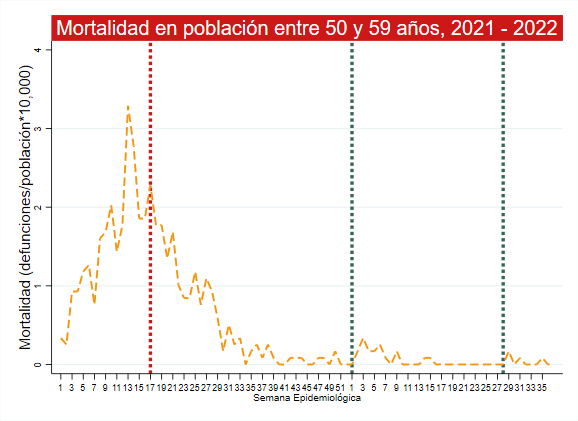 Mortalidad en población entre 50 y 59 años, 2021 - 2022
Mortalidad (defunciones/población*10,000)
4
3
2
1
0
1 3 5 7 9 11 13 15 17 19 21 23 25 27 29 31 33 35 37 39 41 43 45 47 49 51 1 3 5 7 9 11 13 15 17 19 21 23 25 27 29 31 33 35
Semana Epidemiológica